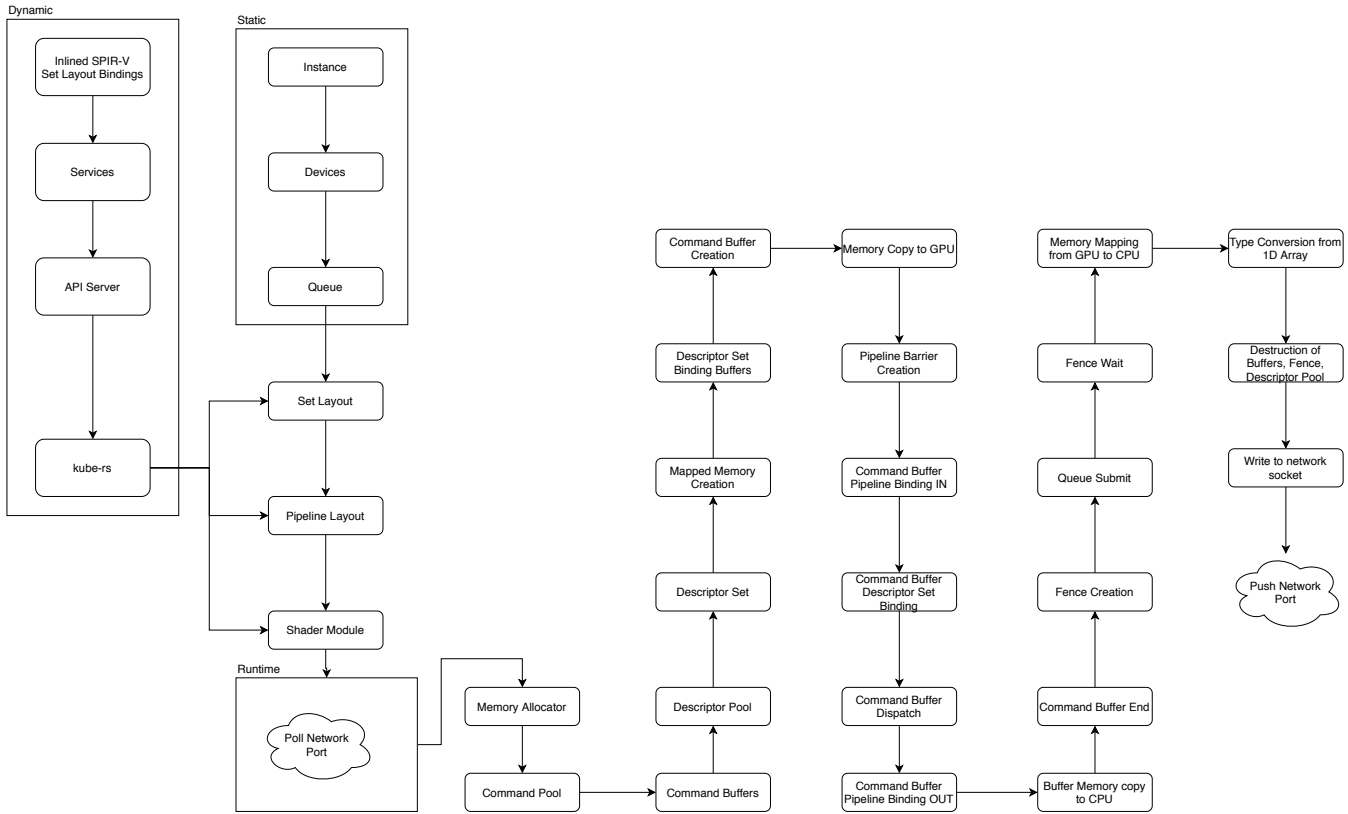 Dynamic
Inlined SPIR-V
Set Layout Bindings
Services
API Server
kube-rs
Static
Instance
Devices
Queue
Set Layout
Pipeline Layout
Shader Module
Runtime
Poll Network
Port
Memory Allocator
Command Pool
Command Buffers
Descriptor Pool
Descriptor Set
Mapped Memory
Creation
Descriptor Set
Binding Buffers
Command Buffer
Creation
Memory Copy to GPU
Pipeline Barrier
Creation
Command Buffer
Pipeline Binding IN
Command Buffer
Descriptor Set
Binding
Command Buffer
Dispatch
Command Buffer
Pipeline Binding OUT
Buffer Memory copy
to CPU
Command Buffer End
Fence Creation
Queue Submit
Fence Wait
Memory Mapping
from GPU to CPU
Type Conversion from
1D Array
Destruction of
Buffers, Fence,
Descriptor Pool
Write to network
socket
Push Network
Port